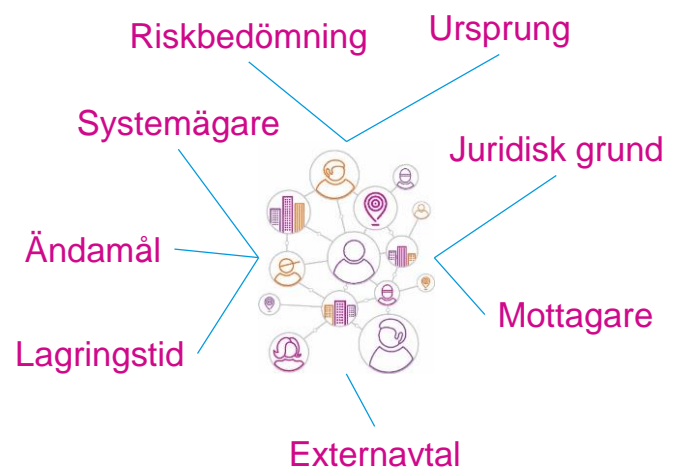 Riskbedömning
Ursprung
Systemägare
Juridisk grund
Ändamål
Mottagare
Lagringstid
Externavtal